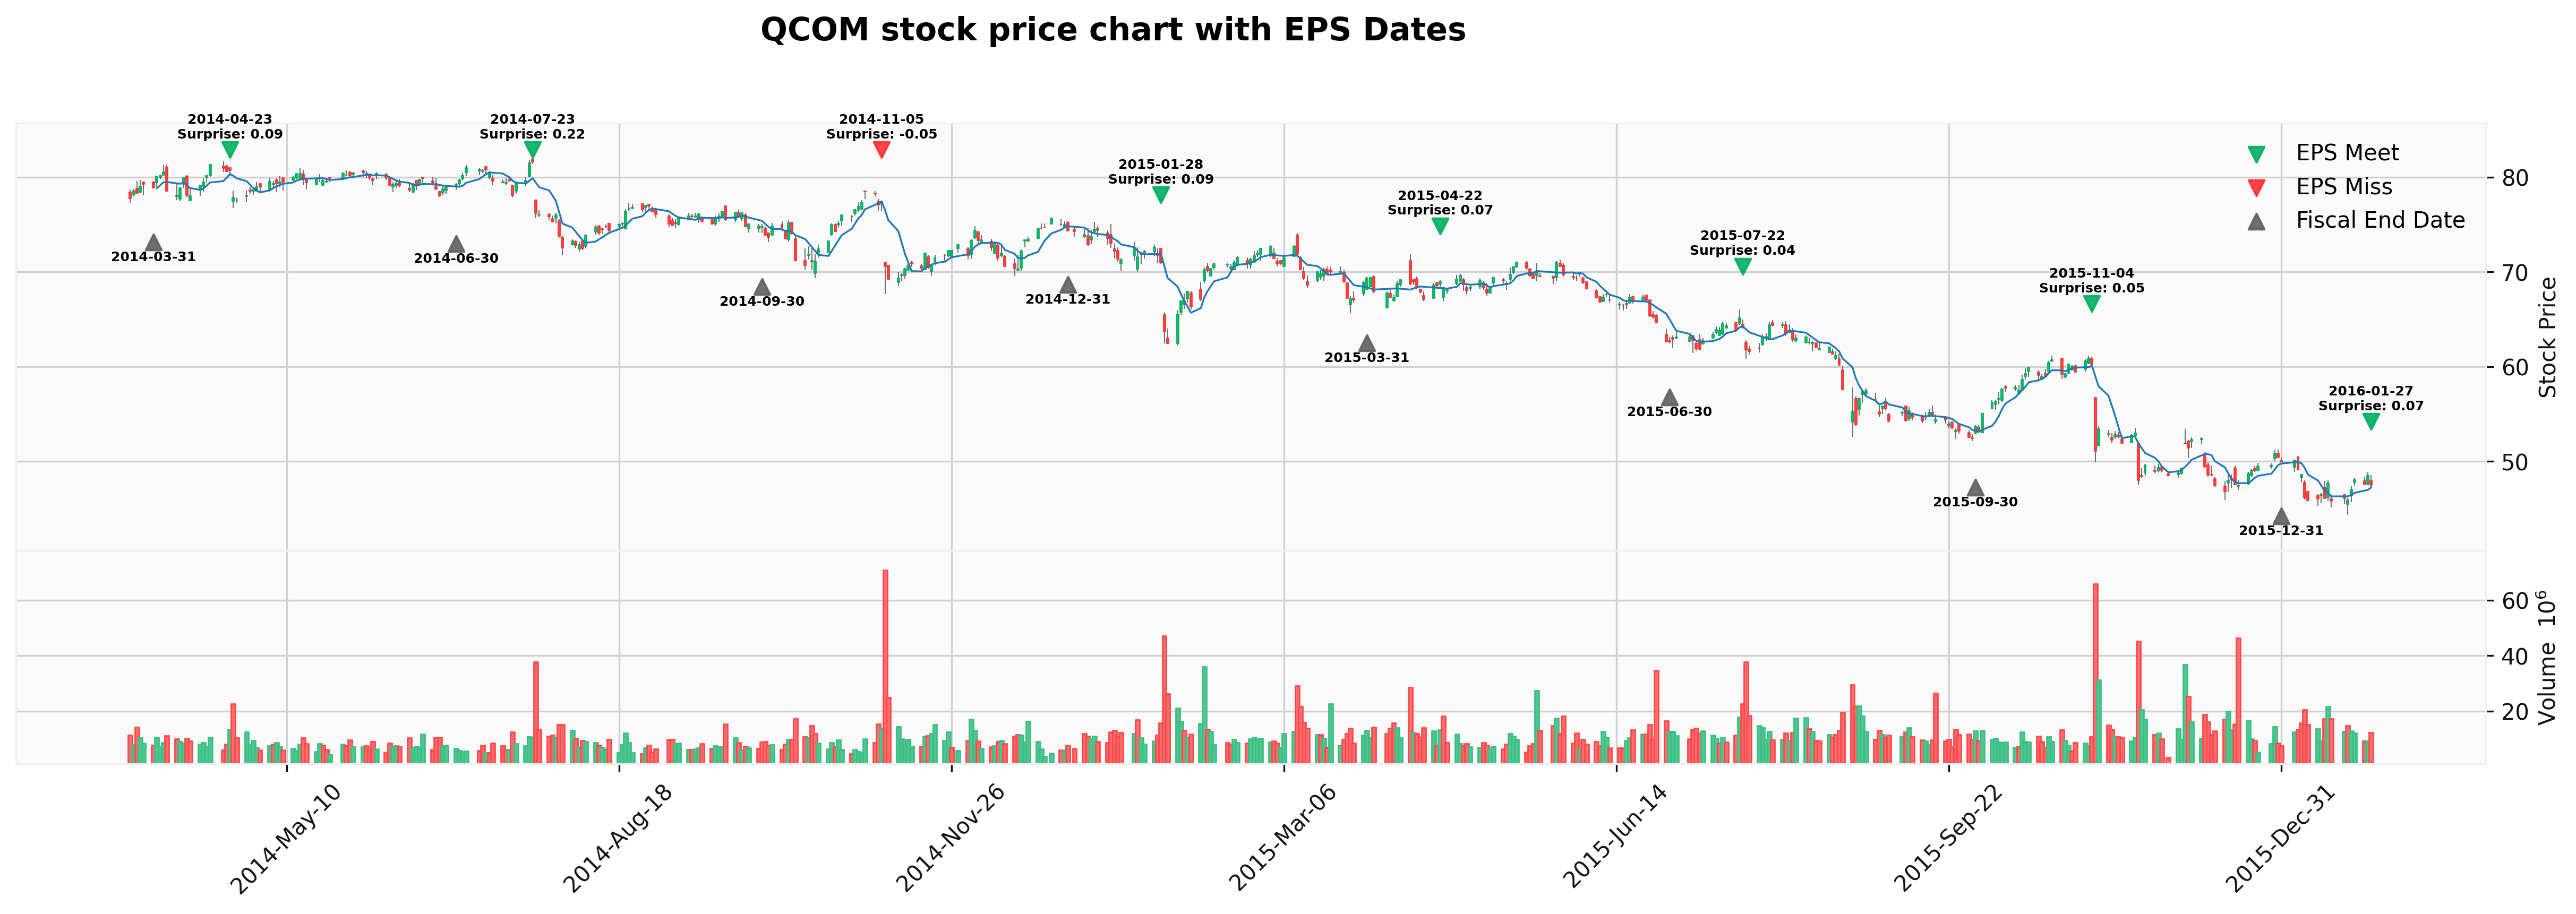 QCOM stock price chart with EPS Dates
2014-04-23
Surprise: 0.09
2014-07-23
Surprise: 0.22
2014-11-05
Surprise: -0.05
2015-01-28
Surprise: 0.09
2015-04-22
Surprise: 0.07
2015-07-22
Surprise: 0.04
2015-11-04
Surprise: 0.05
2016-01-27
Surprise: 0.07
EPS Meet
EPS Miss
Fiscal End Date
2014-03-31
2014-06-30
2014-09-30
2014-12-31
2015-03-31
2015-06-30
2015-09-30
2015-12-31
80
70
60
50
Stock Price
60
40
20
Volume 10⁶
2014-May-10
2014-Aug-18
2014-Nov-26
2015-Mar-06
2015-Jun-14
2015-Sep-22
2015-Dec-31